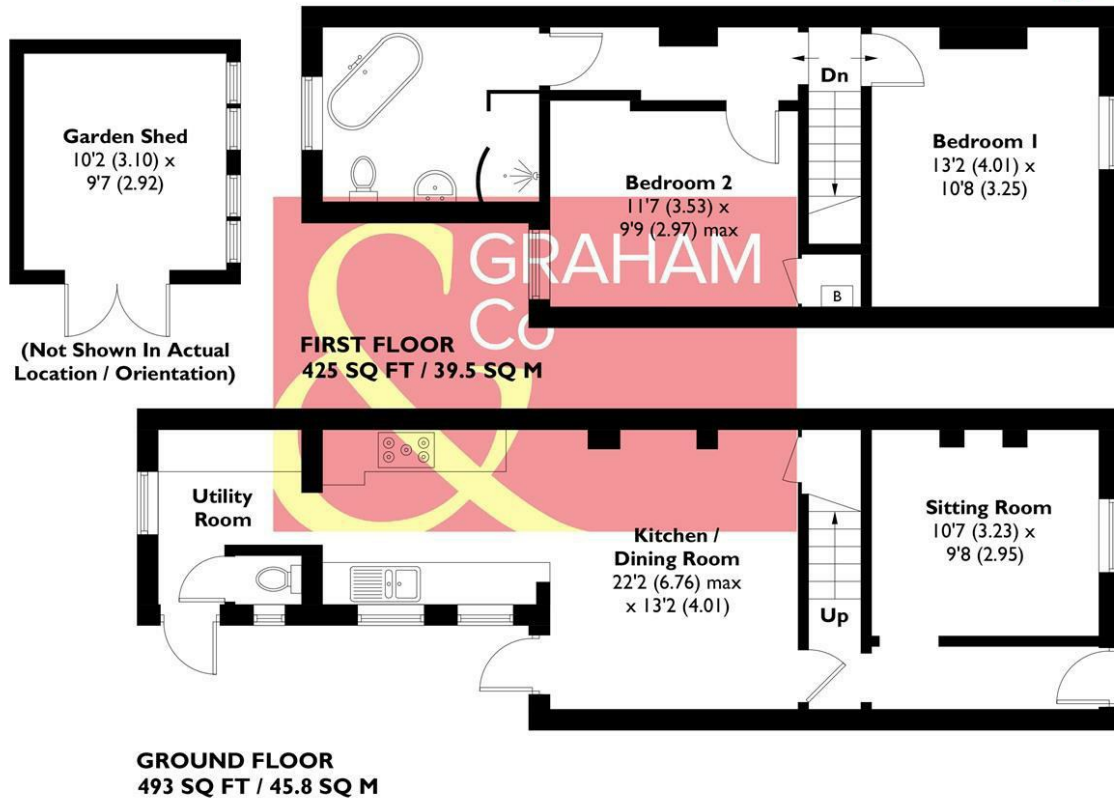 Garden Shed
10'2 (3.10) x
9'7 (2.92)
(Not Shown In Actual
Location / Orientation)
Dn
Bedroom 1
13'2 (4.01) x
10'8 (3.25)
Bedroom 2
11'7 (3.53) x
9'9 (2.97) max
B
&
GRAHAM
Co
FIRST FLOOR
425 SQ FT / 39.5 SQ M
Utility
Room
Kitchen /
Dining Room
22'2 (6.76) max
x 13'2 (4.01)
Up
Sitting Room
10'7 (3.23) x
9'8 (2.95)
GROUND FLOOR
493 SQ FT / 45.8 SQ M